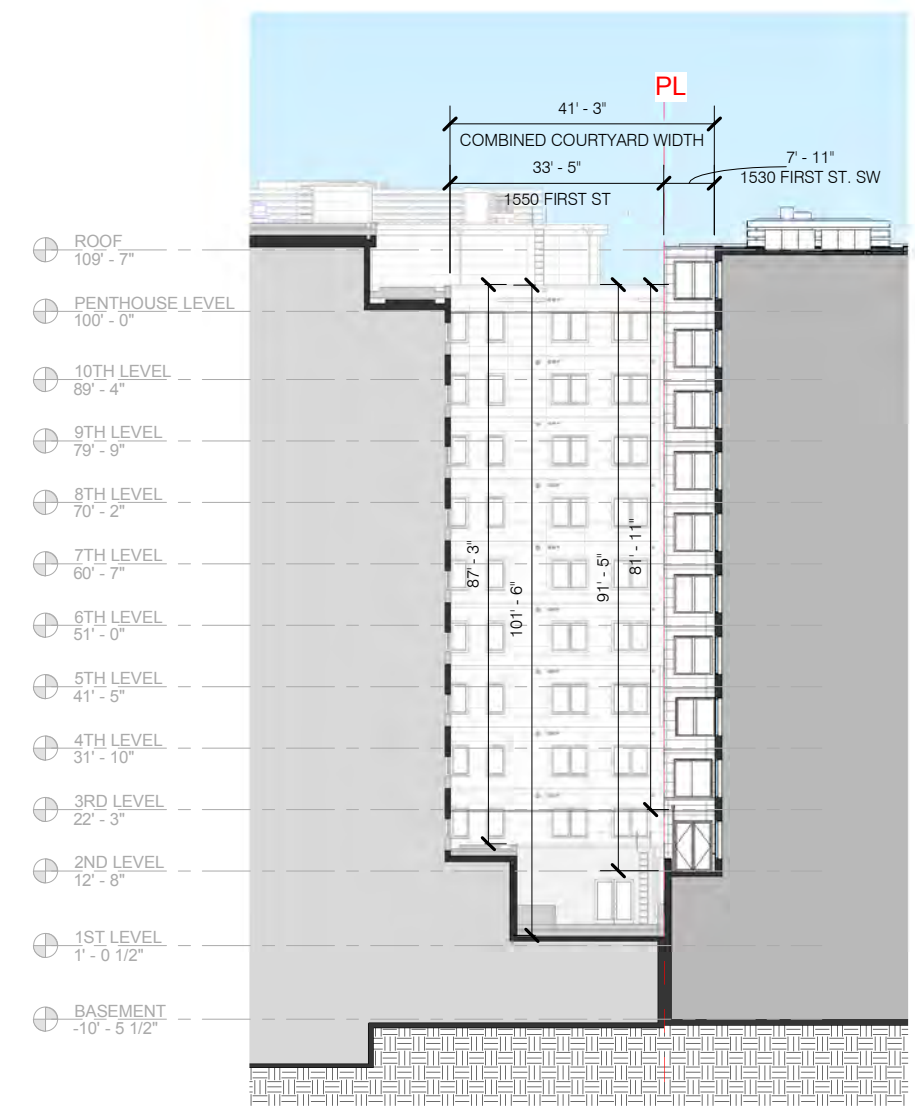 PL
41' - 3"
COMBINED COURTYARD WIDTH
33' - 5"
7' - 11"
1550 FIRST ST
1530 FIRST ST. SW
ROOF
109' - 7"
PENTHOUSE LEVEL
100' - 0"
10TH LEVEL
89' - 4"
9TH LEVEL
79' - 9"
8TH LEVEL
70' - 2"
7TH LEVEL
60' - 7"
6TH LEVEL
51' - 0"
5TH LEVEL
41' - 5"
4TH LEVEL
31' - 10"
3RD LEVEL
22' - 3"
2ND LEVEL
12' - 8"
1ST LEVEL
1' - 0 1/2"
BASEMENT
-10' - 5 1/2"
87' - 3"
101' - 6"
91' - 5"
81' - 11"